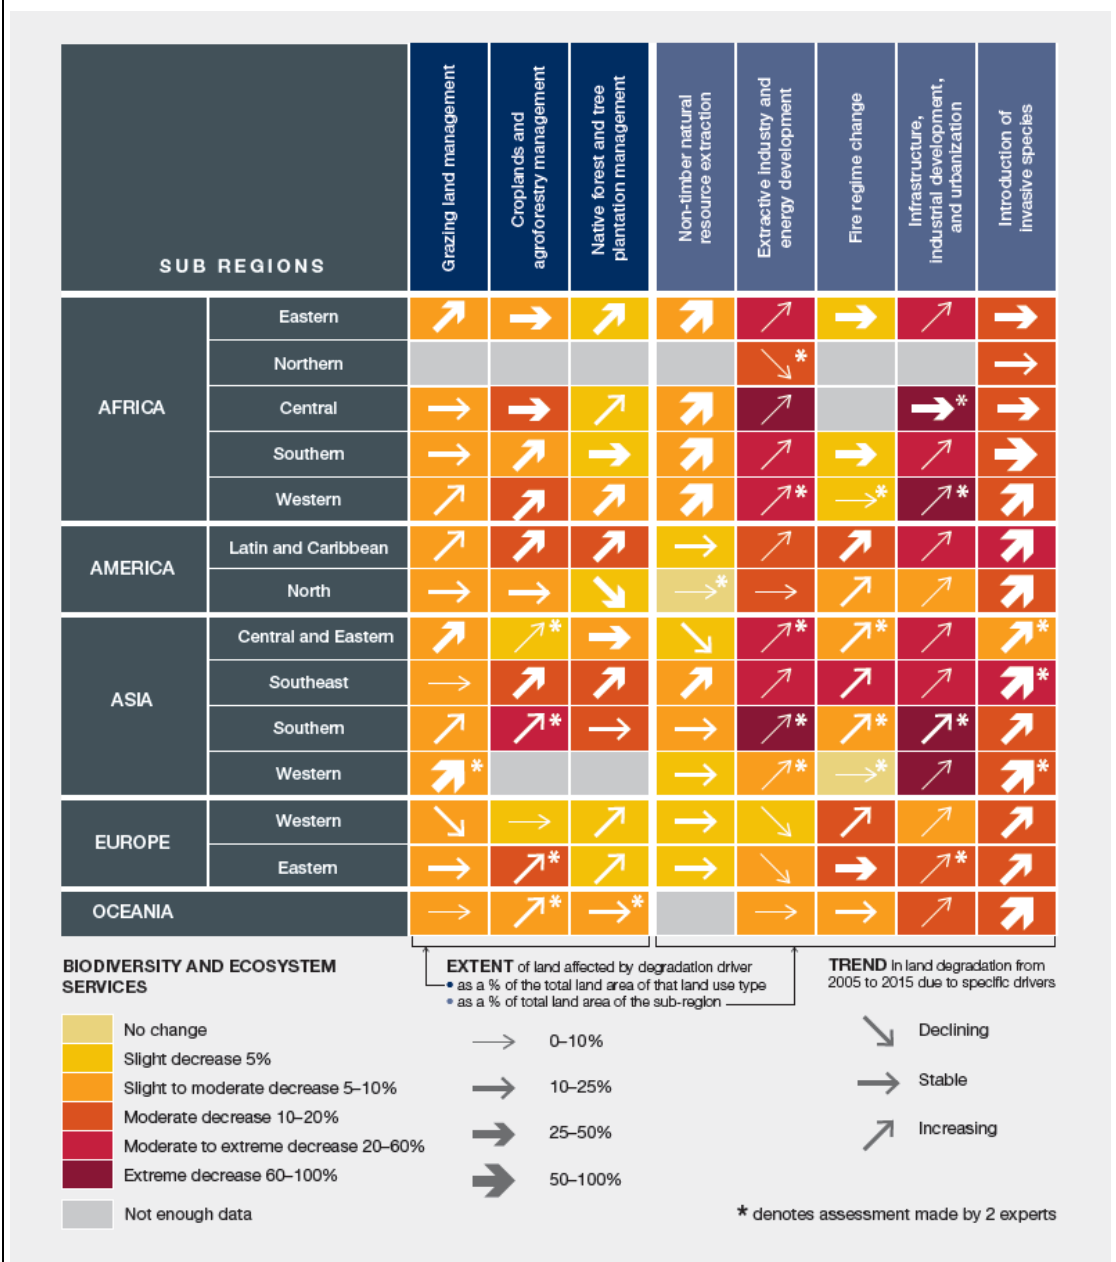 SUB REGIONS
Grazing land management
Croplands and
agroforestry management
Native forest and tree
plantation management
Non-timber natural
resource extraction
Extractive industry and
energy development
Fire regime change
Infrastructure,
industrial development,
and urbanization
Introduction of
invasive species
AFRICA
Eastern
Northern
*
Central
*
Southern
Western
* * *
AMERICA
Latin and Caribbean
North
*
ASIA
Central and Eastern
* * * *
Southeast
*
Southern
* * * *
Western
* * * *
EUROPE
Western
Eastern
* *
OCEANIA
* *
BIODIVERSITY AND ECOSYSTEM
SERVICES
No change
Slight decrease 5%
Slight to moderate decrease 5–10%
Moderate decrease 10–20%
Moderate to extreme decrease 20–60%
Extreme decrease 60–100%
Not enough data
EXTENT of land affected by degradation driver
• as a % of the total land area of that land use type
• as a % of total land area of the sub-region
0–10%
10–25%
25–50%
50–100%
TREND in land degradation from
2005 to 2015 due to specific drivers
Declining
Stable
Increasing
* denotes assessment made by 2 experts